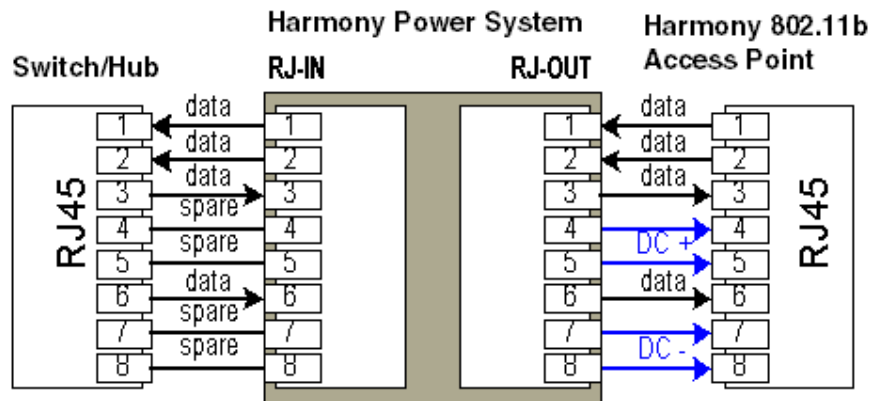 Harmony Power System
Harmony 802.11b
Access Point
Switch/Hub
RJ-IN
RJ-OUT
RJ45
1
2
3
4
5
6
7
8
data
data
data
spare
spare
data
spare
spare
1
2
3
4
5
6
7
8
1
2
3
4
5
6
7
8
data
data
data
DC +
data
DC -
1
2
3
4
5
6
7
8
RJ45